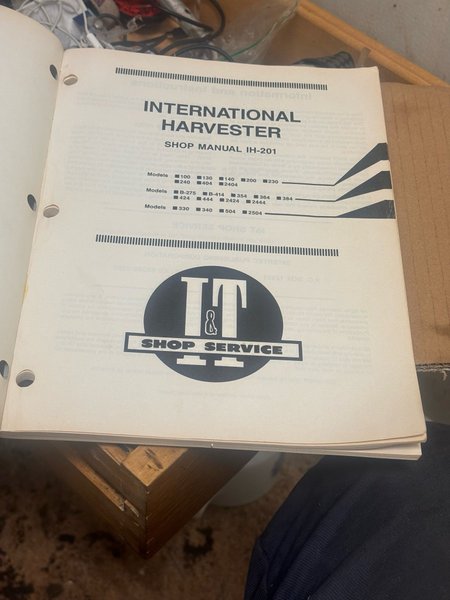 INTERNATIONAL
HARVESTER
SHOP MANUAL IH-201
Models ■100 ■130 ■140 ■200 ■230
■240 ■404 ■2404
Models ■B-275 ■B-414 ■354 ■364 ■384
■424 ■444 ■2424 ■2444
Models ■330 ■340 ■504 ■2504
I&T
SHOP SERVICE